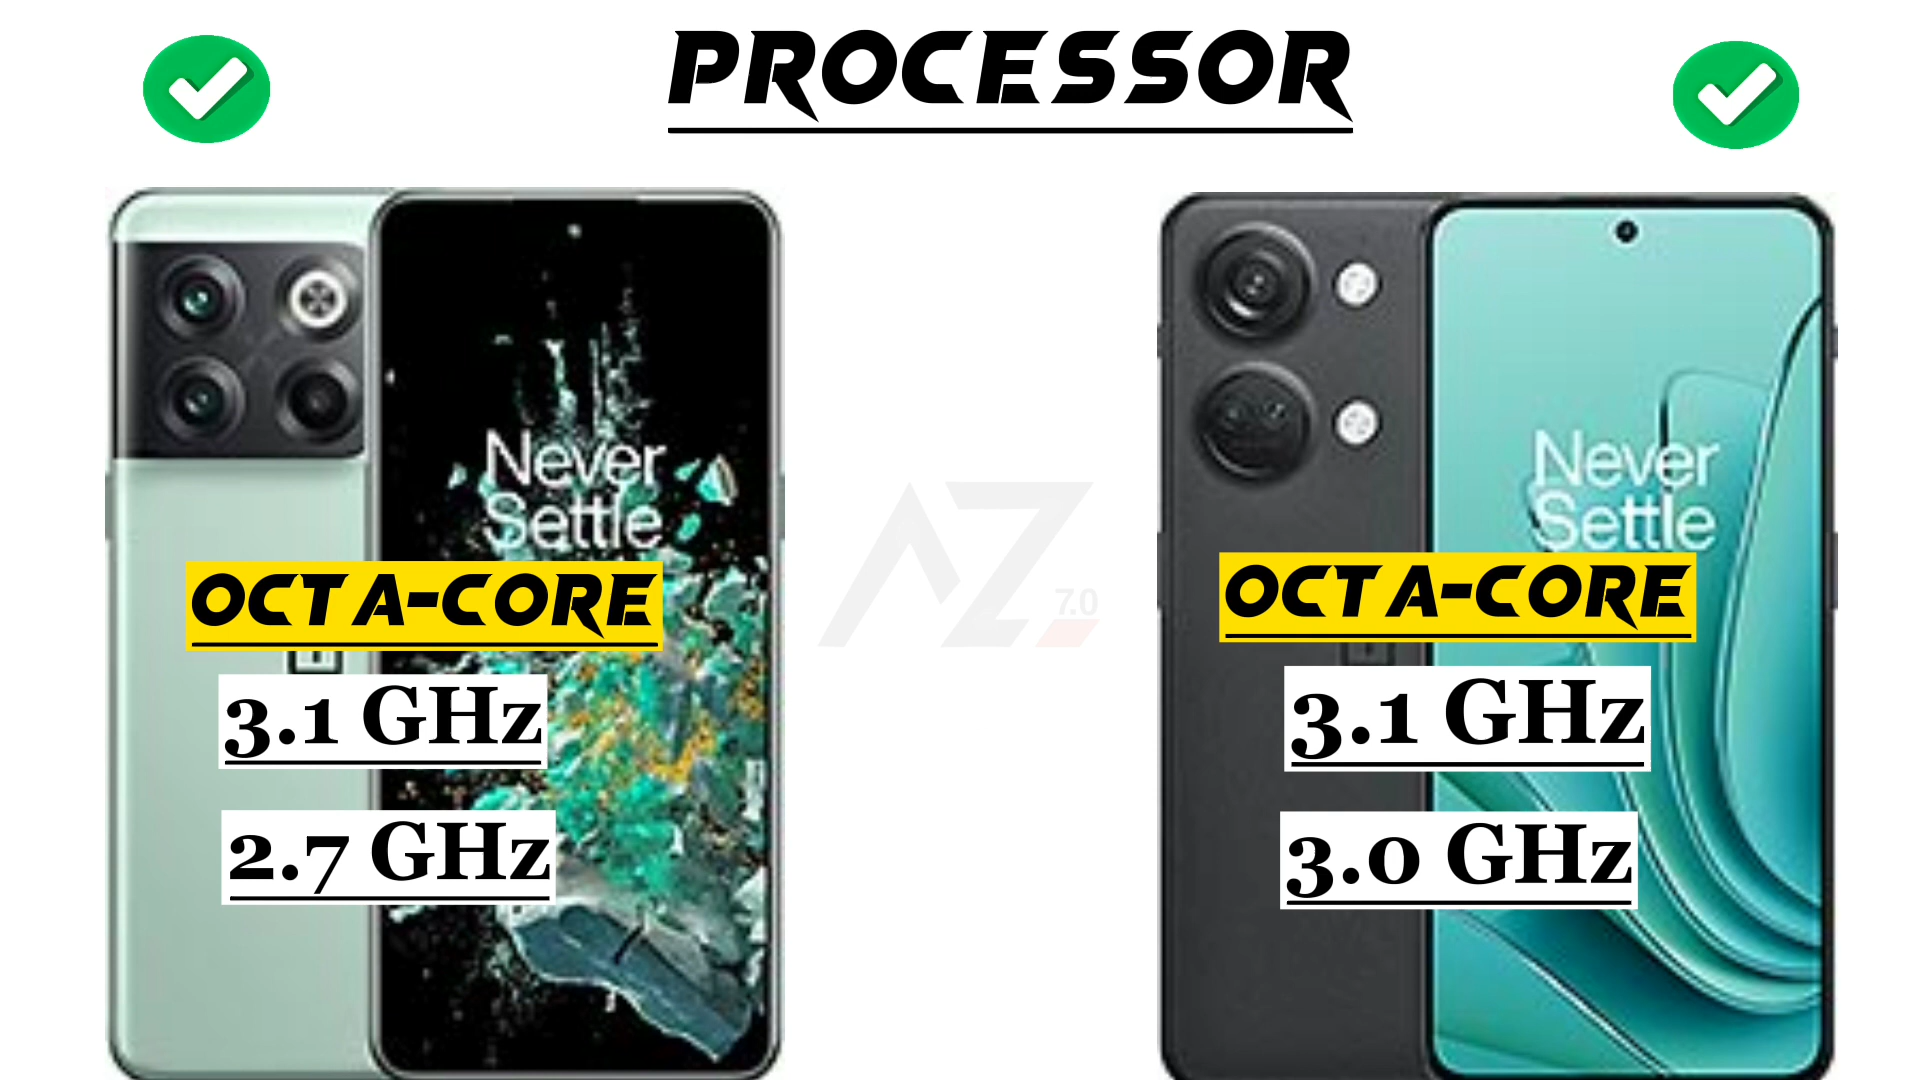 PROCESSOR
Never
Settle
OCTA-CORE
3.1 GHz
2.7 GHz
AZ
7.0
Never
Settle
OCTA-CORE
3.1 GHz
3.0 GHz